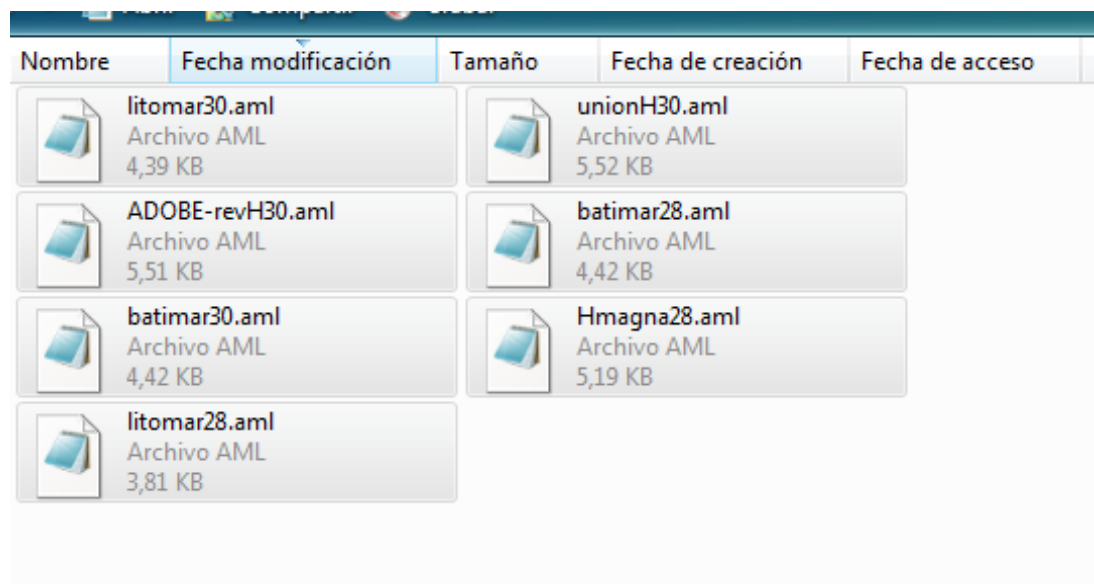 Nombre Fecha modificación Tamaño Fecha de creación Fecha de acceso
litomar30.aml
Archivo AML
4,39 KB
unionH30.aml
Archivo AML
5,52 KB
ADOBE-revH30.aml
Archivo AML
5,51 KB
batimar28.aml
Archivo AML
4,42 KB
batimar30.aml
Archivo AML
4,42 KB
Hmagna28.aml
Archivo AML
5,19 KB
litomar28.aml
Archivo AML
3,81 KB